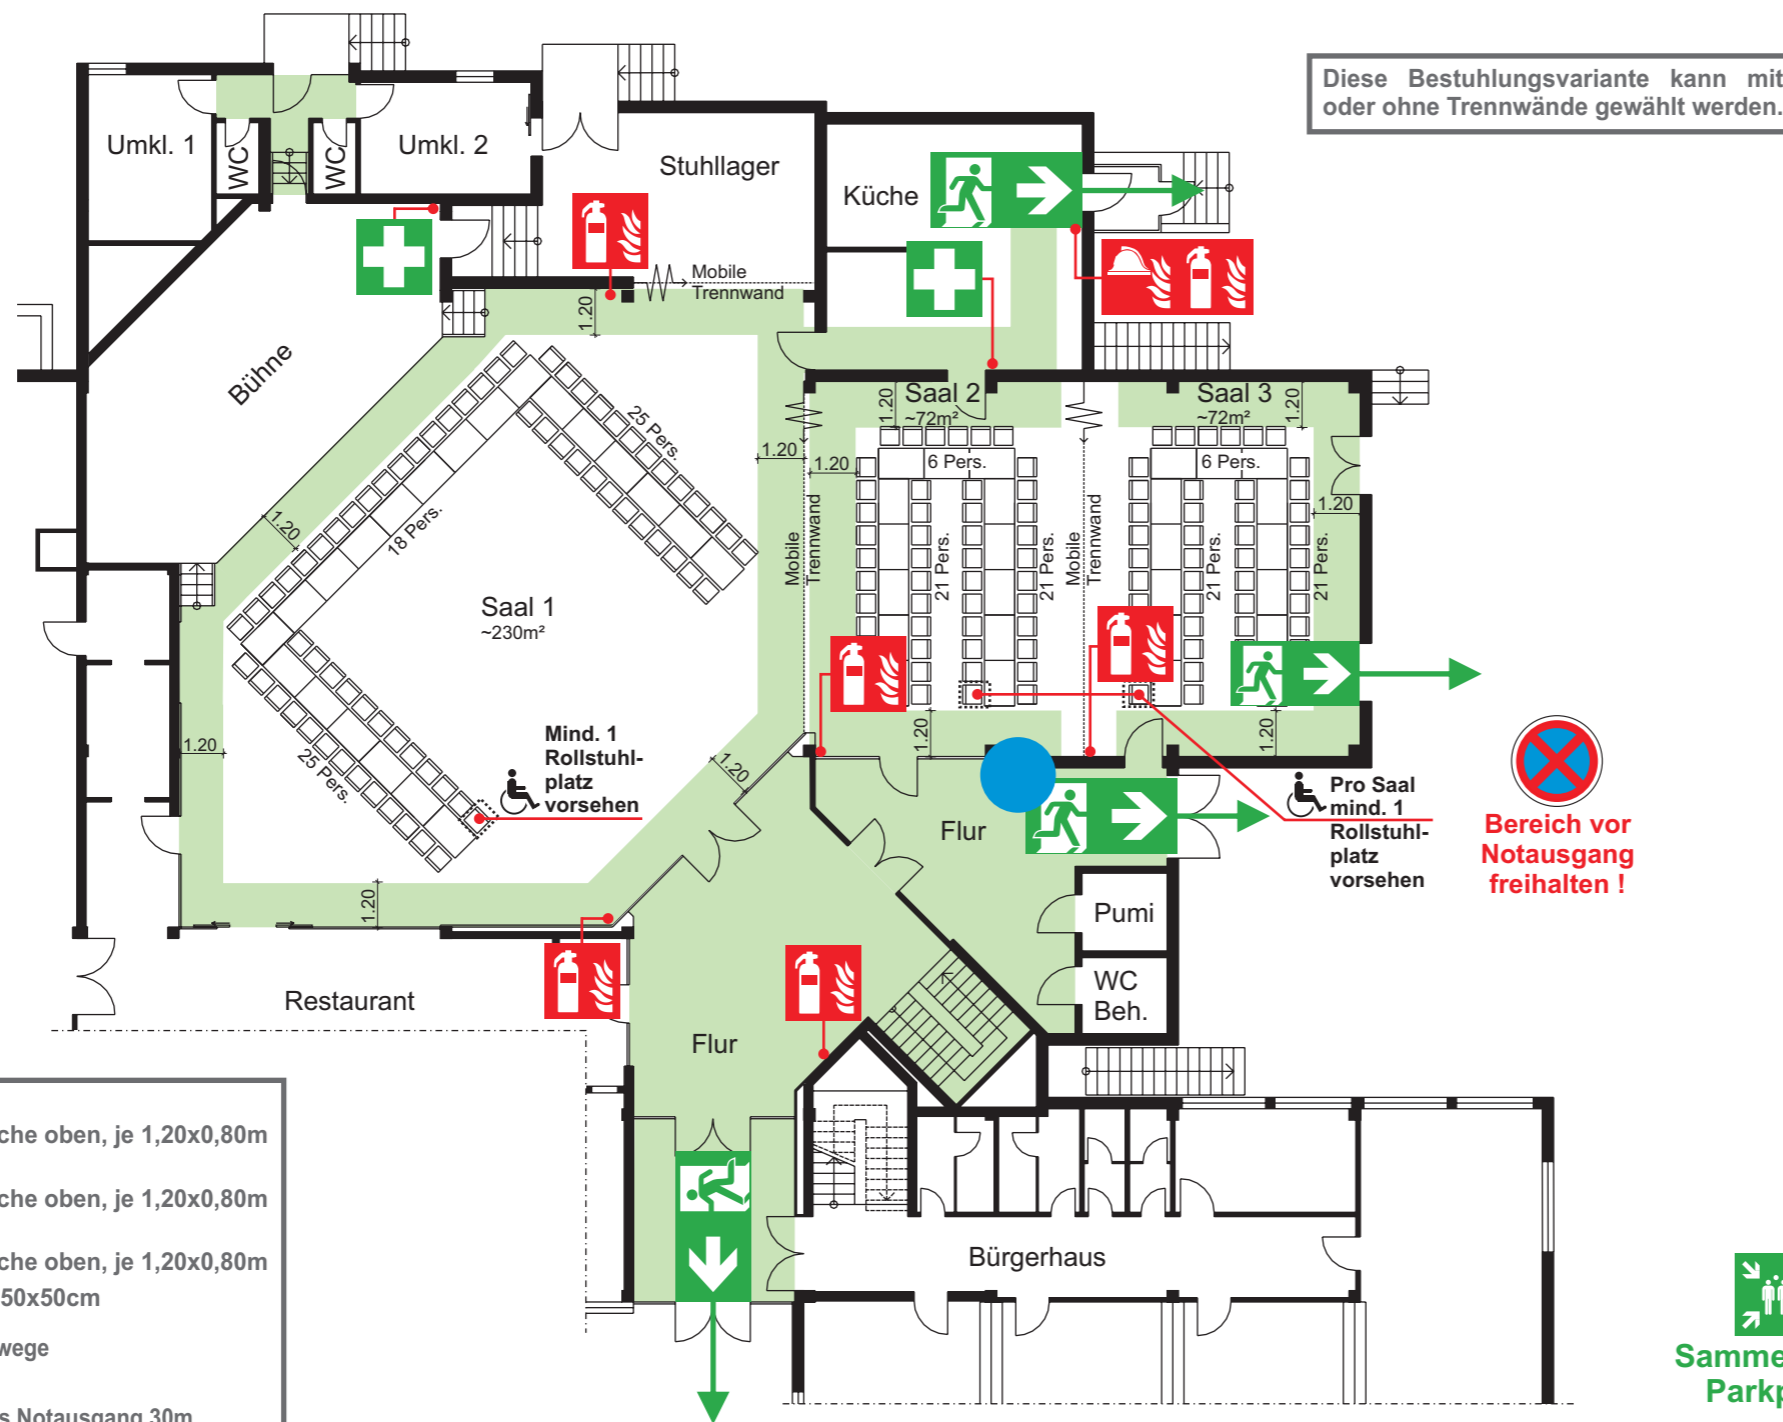 Diese Bestuhlungsvariante kann mit
oder ohne Trennwände gewählt werden.
Umkl. 1
WC
WC
Umkl. 2
Stuhllager
Küche
Mobile
Trennwand
1.20
Bühne
Saal 2
~72m²
1.20
Saal 3
~72m²
1.20
25 Pers.
1.20
1.20
6 Pers.
6 Pers.
1.20
18 Pers.
1.20
Mobile
Trennwand
21 Pers.
21 Pers.
Mobile
Trennwand
21 Pers.
21 Pers.
Saal 1
~230m²
1.20
25 Pers.
Mind. 1
Rollstuhl-
platz
vorsehen
1.20
1.20
1.20
Pro Saal
mind. 1
Rollstuhl-
platz
vorsehen
Bereich vor
Notausgang
freihalten !
Flur
1.20
Pumi
WC
Beh.
Restaurant
Flur
che oben, je 1,20x0,80m
che oben, je 1,20x0,80m
che oben, je 1,20x0,80m
50x50cm
wege
s Notausgang 30m
Bürgerhaus
Samme
Parkp